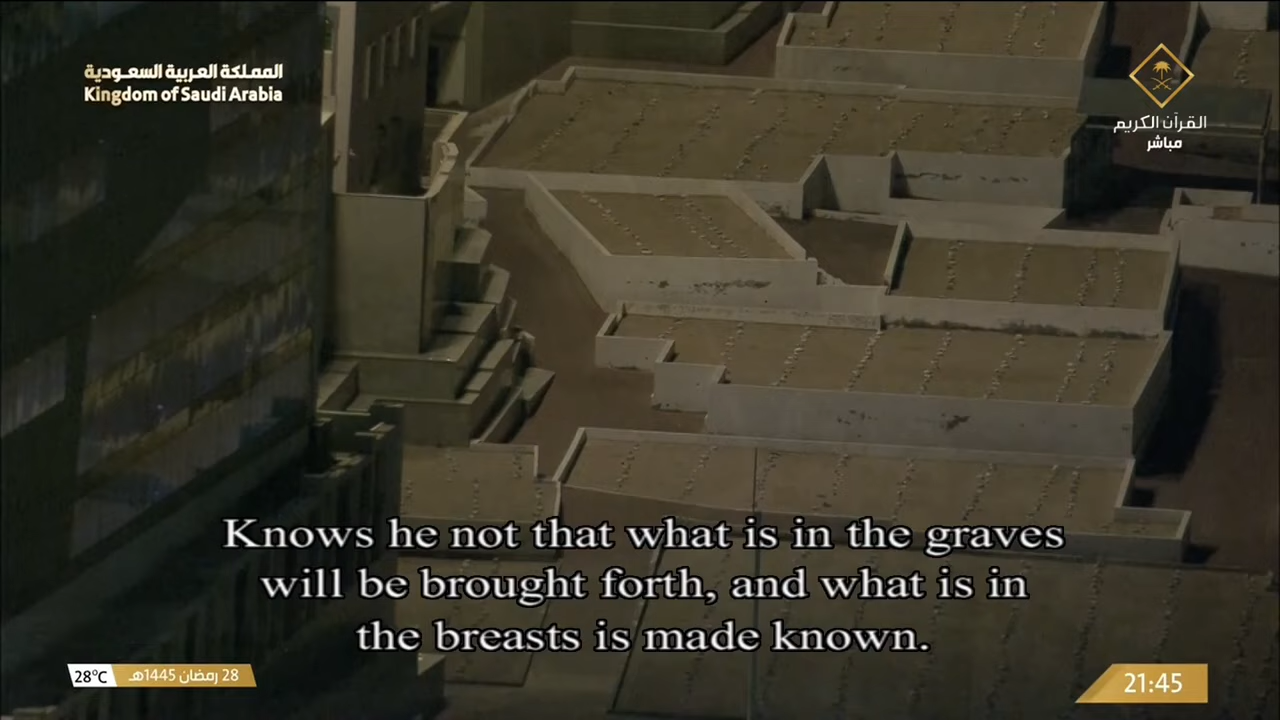 المملكة العربية السعودية
Kingdom of Saudi Arabia
القرآن الكريم
مباشر
Knows he not that what is in the graves
will be brought forth, and what is in
the breasts is made known.
28°C
28 رمضان 1445هـ
21:45